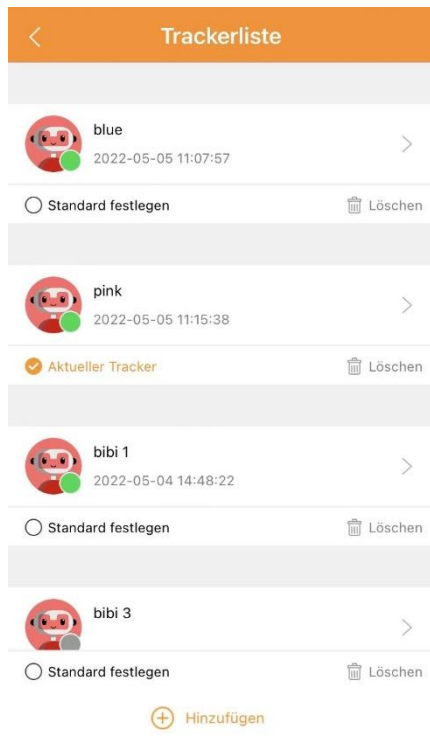 Trackerliste
blue
2022-05-05 11:07:57
Standard festlegen Löschen
pink
2022-05-05 11:15:38
Aktueller Tracker Löschen
bibi 1
2022-05-04 14:48:22
Standard festlegen Löschen
bibi 3
Standard festlegen Löschen
Hinzufügen